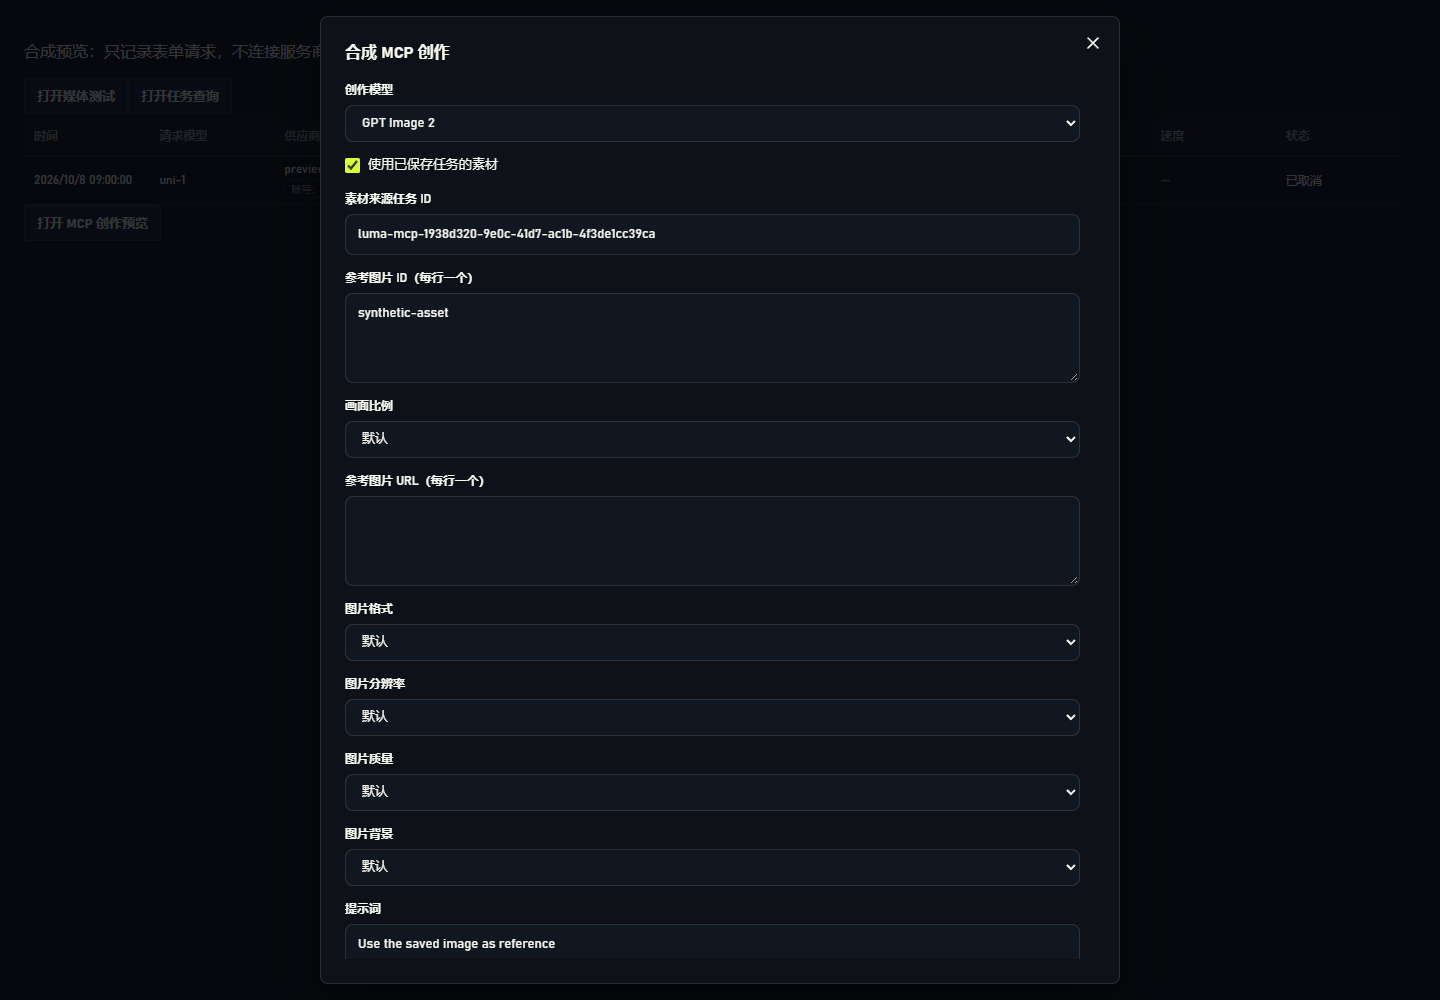 合成预览：只记录表单请求，不连接服务商
打开媒体测试 打开任务查询
时间 请求模型 供应商 速度 状态
2026/10/8 09:00:00 uni-1 preview — 已取消
账号:
打开 MCP 创作预览
合成 MCP 创作
创作模型
GPT Image 2
使用已保存任务的素材
素材来源任务 ID
luma-mcp-1938d320-9e0c-41d7-ac1b-4f3de1cc39ca
参考图片 ID（每行一个）
synthetic-asset
画面比例
默认
参考图片 URL（每行一个）
图片格式
默认
图片分辨率
默认
图片质量
默认
图片背景
默认
提示词
Use the saved image as reference